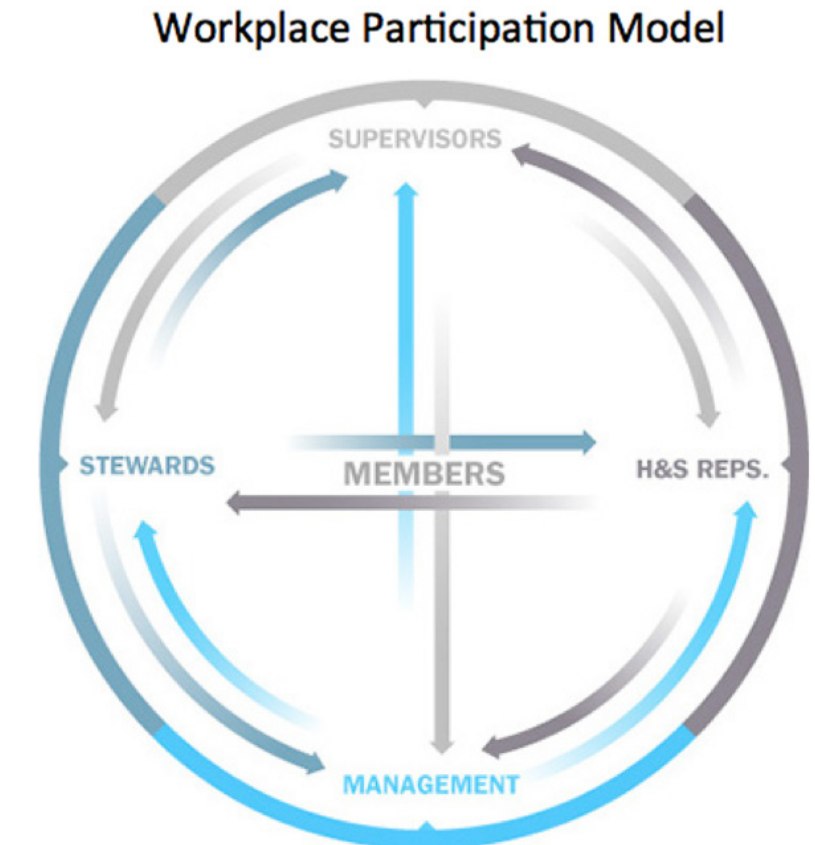 Workplace Participation Model
SUPERVISORS
STEWARDS
MEMBERS
H&S REPS.
MANAGEMENT